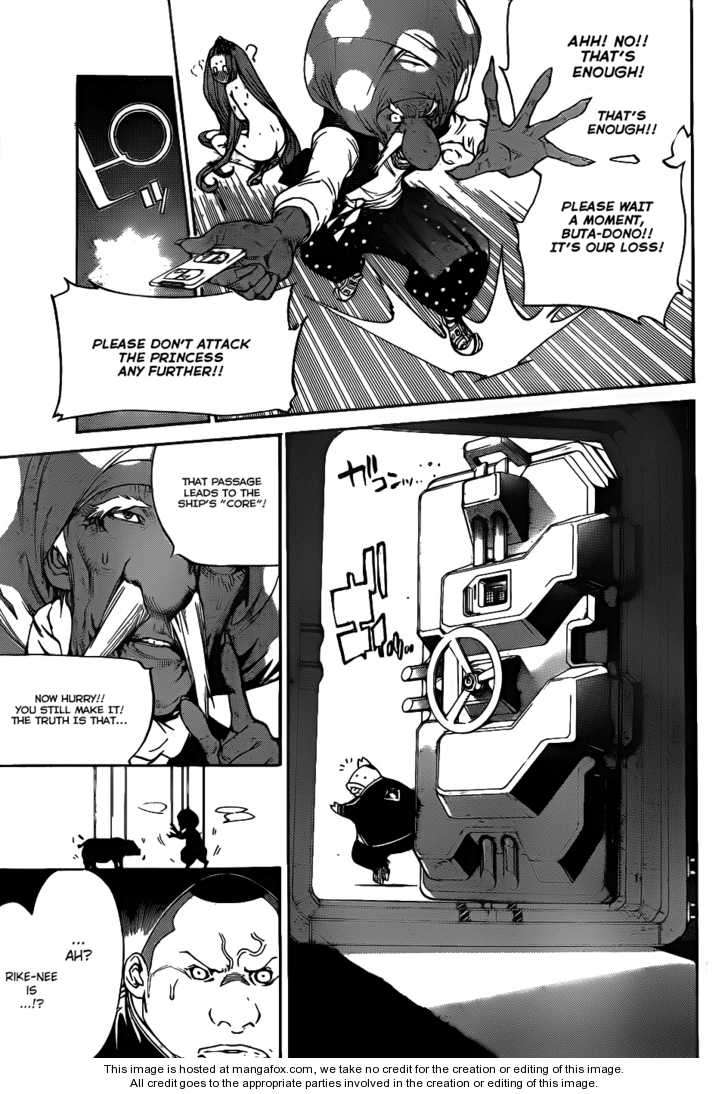 AHH! NO!!
THAT'S
ENOUGH!
THAT'S
ENOUGH!!
PLEASE WAIT
A MOMENT,
BUTA-DONO!!
IT'S OUR LOSS!
PLEASE DON'T ATTACK
THE PRINCESS
ANY FURTHER!!
ガコンッ...
THAT PASSAGE
LEADS TO THE
SHIP'S "CORE"!
NOW HURRY!!
YOU STILL MAKE IT!
THE TRUTH IS THAT...
...
AH?
RIKE-NEE
IS
...!?
This image is hosted at mangafox.com, we take no credit for the creation or editing of this image.
All credit goes to the appropriate parties involved in the creation or editing of this image.